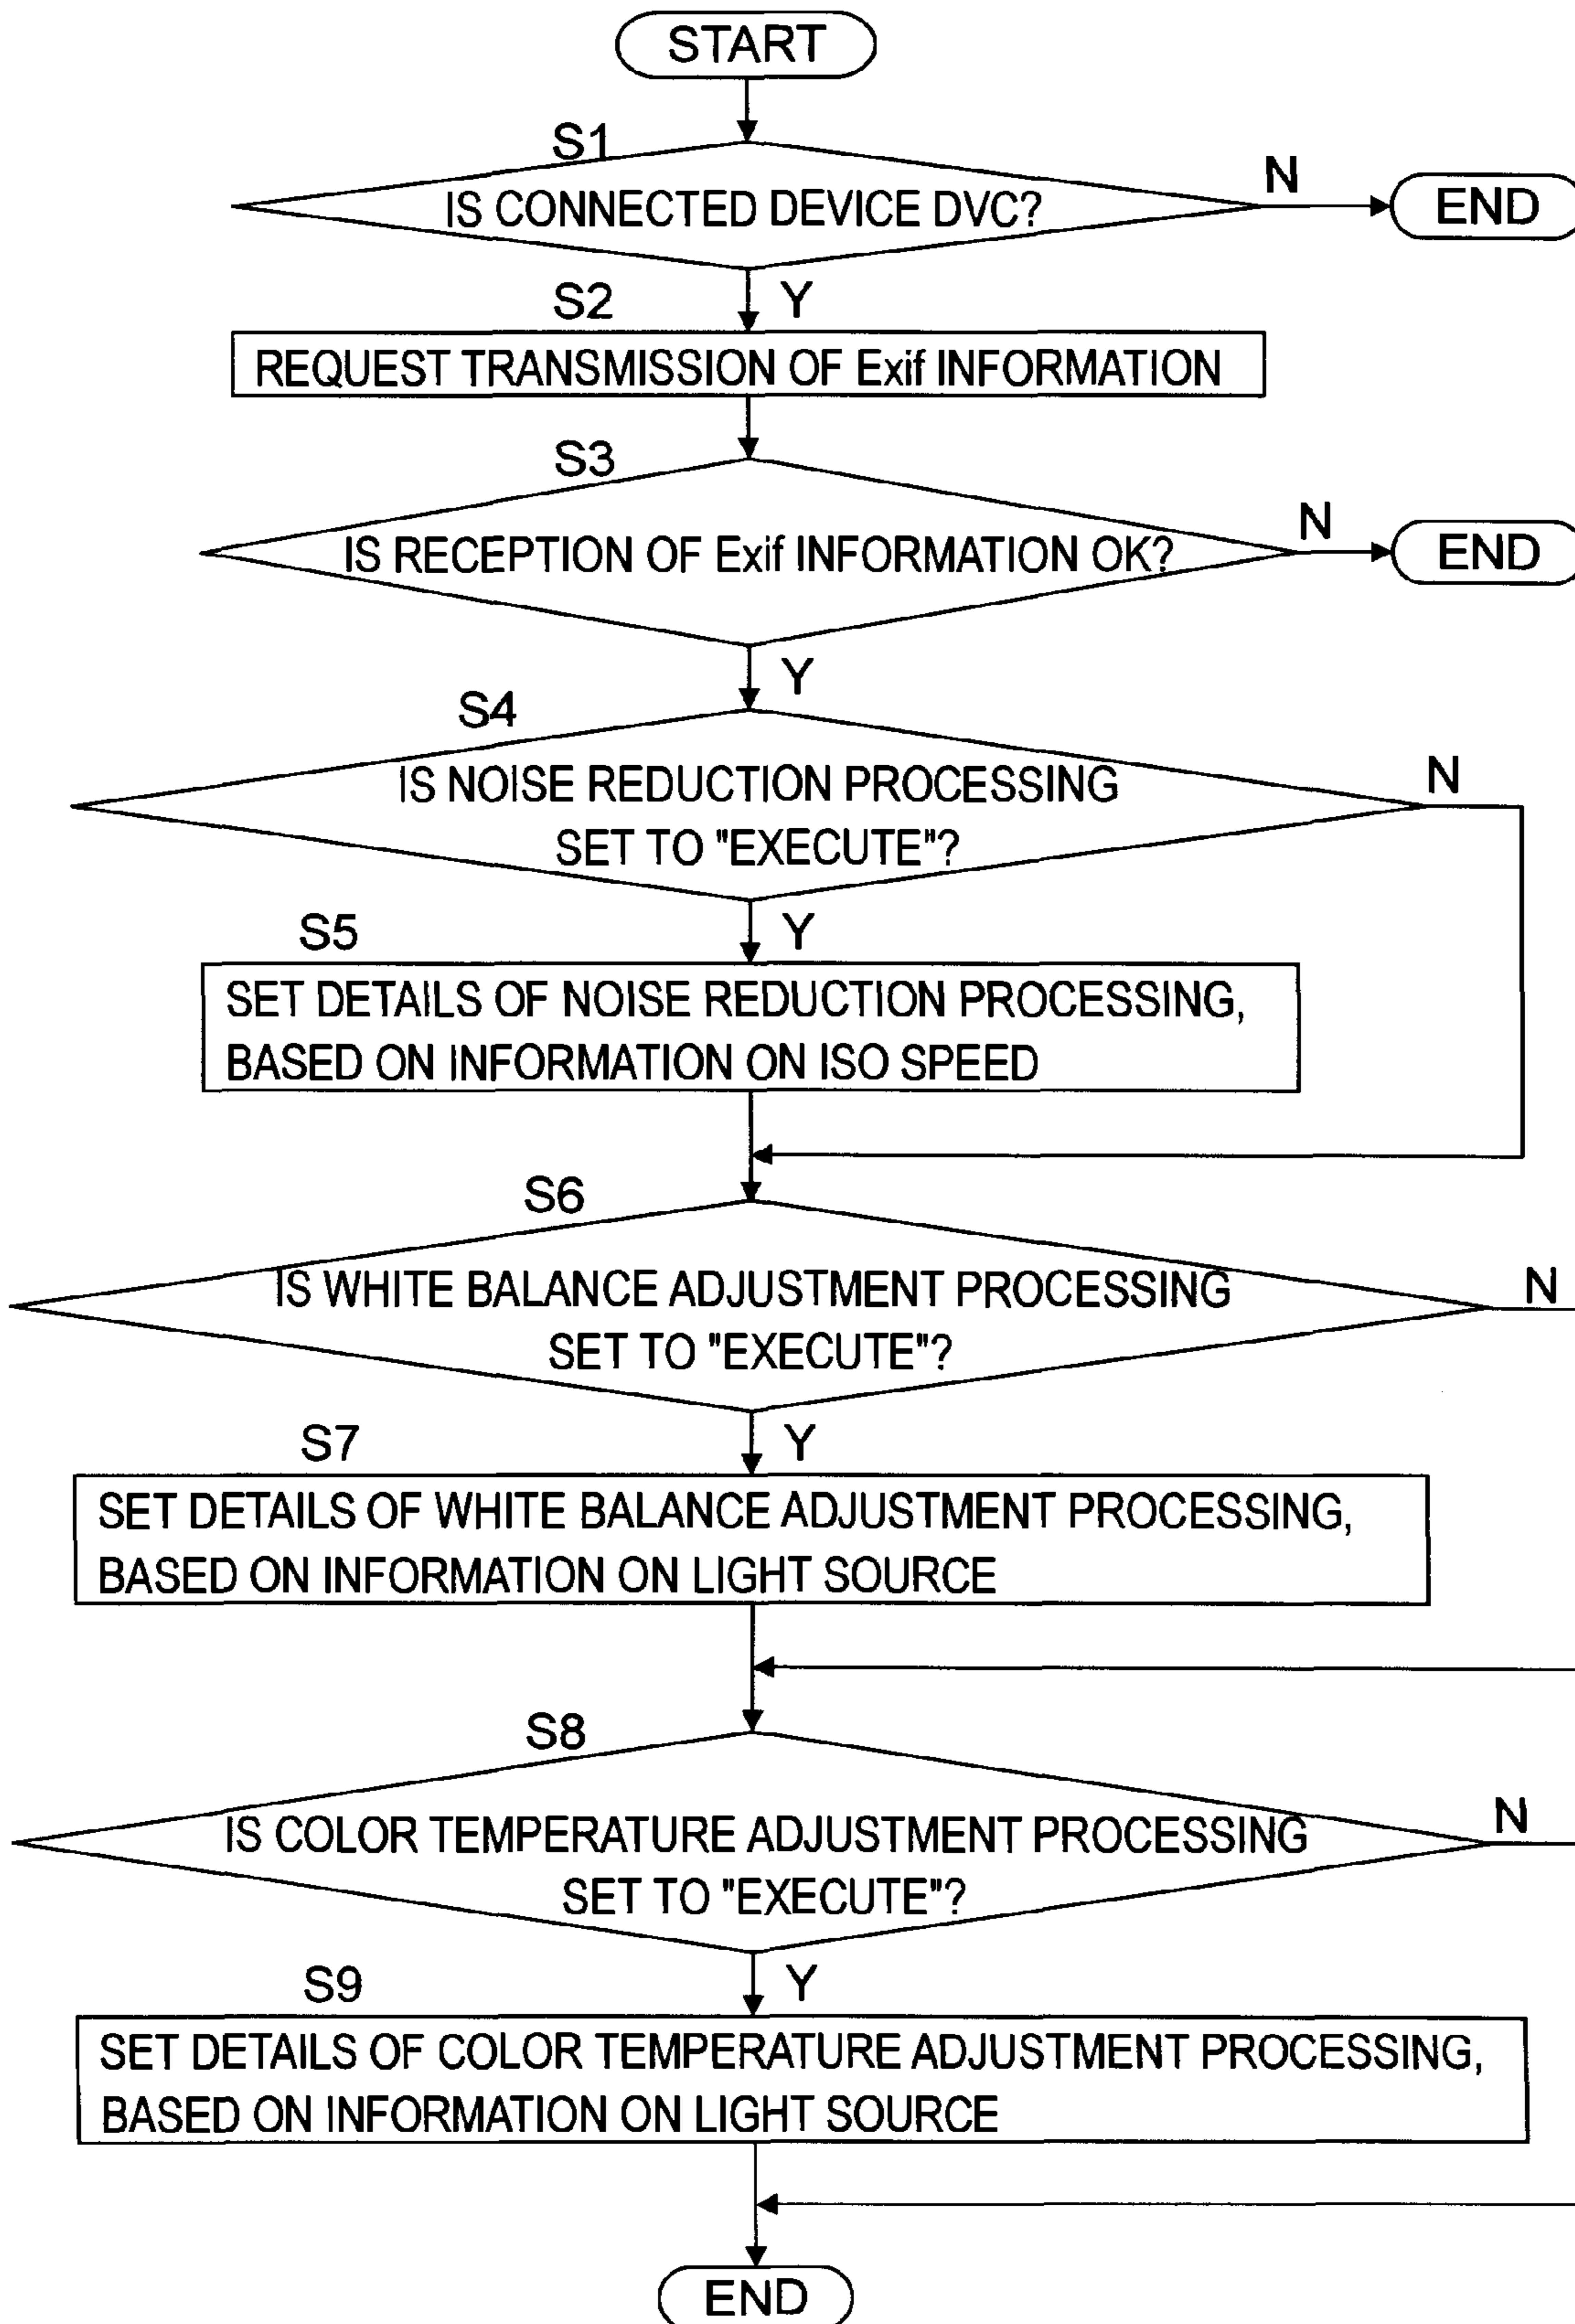 START
S1
IS CONNECTED DEVICE DVC?
N
END
Y
S2
REQUEST TRANSMISSION OF Exif INFORMATION
S3
IS RECEPTION OF Exif INFORMATION OK?
N
END
Y
S4
IS NOISE REDUCTION PROCESSING
SET TO "EXECUTE"?
N
Y
S5
SET DETAILS OF NOISE REDUCTION PROCESSING,
BASED ON INFORMATION ON ISO SPEED
S6
IS WHITE BALANCE ADJUSTMENT PROCESSING
SET TO "EXECUTE"?
N
Y
S7
SET DETAILS OF WHITE BALANCE ADJUSTMENT PROCESSING,
BASED ON INFORMATION ON LIGHT SOURCE
S8
IS COLOR TEMPERATURE ADJUSTMENT PROCESSING
SET TO "EXECUTE"?
N
Y
S9
SET DETAILS OF COLOR TEMPERATURE ADJUSTMENT PROCESSING,
BASED ON INFORMATION ON LIGHT SOURCE
END